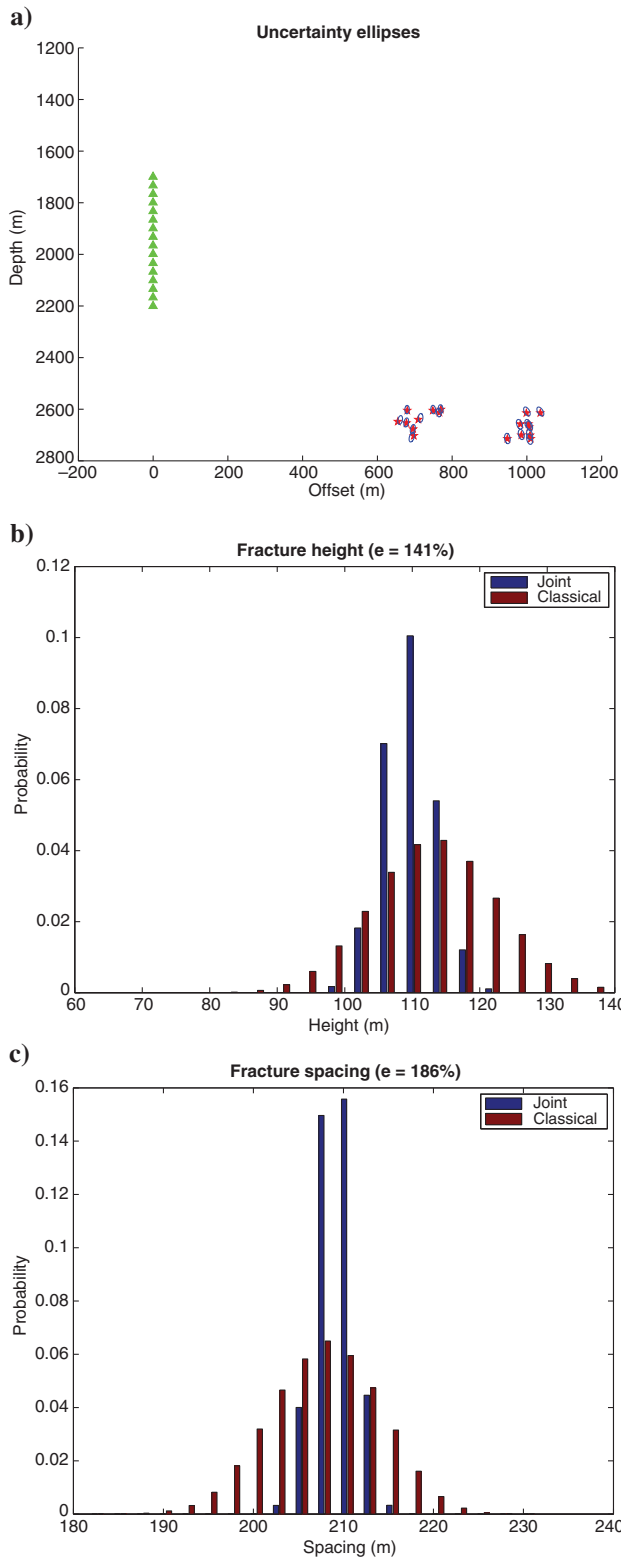 a)
Uncertainty ellipses
1200
1400
1600
1800
2000
2200
2400
2600
2800
Depth (m)
−200 0 200 400 600 800 1000 1200
Offset (m)
b)
Fracture height (e = 141%)
0.12
0.1
0.08
0.06
0.04
0.02
0
Probability
Joint
Classical
60 70 80 90 100 110 120 130 140
Height (m)
c)
Fracture spacing (e = 186%)
0.16
0.14
0.12
0.1
0.08
0.06
0.04
0.02
0
Probability
Joint
Classical
180 190 200 210 220 230 240
Spacing (m)